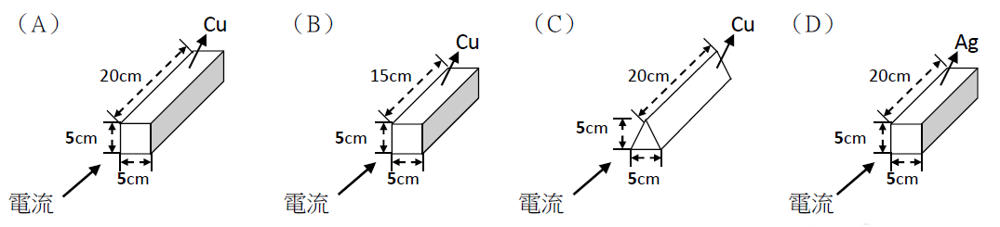 （A）
Cu
20cm
5cm
5cm
電流
（B）
Cu
15cm
5cm
5cm
電流
（C）
Cu
20cm
5cm
5cm
電流
（D）
Ag
20cm
5cm
5cm
電流